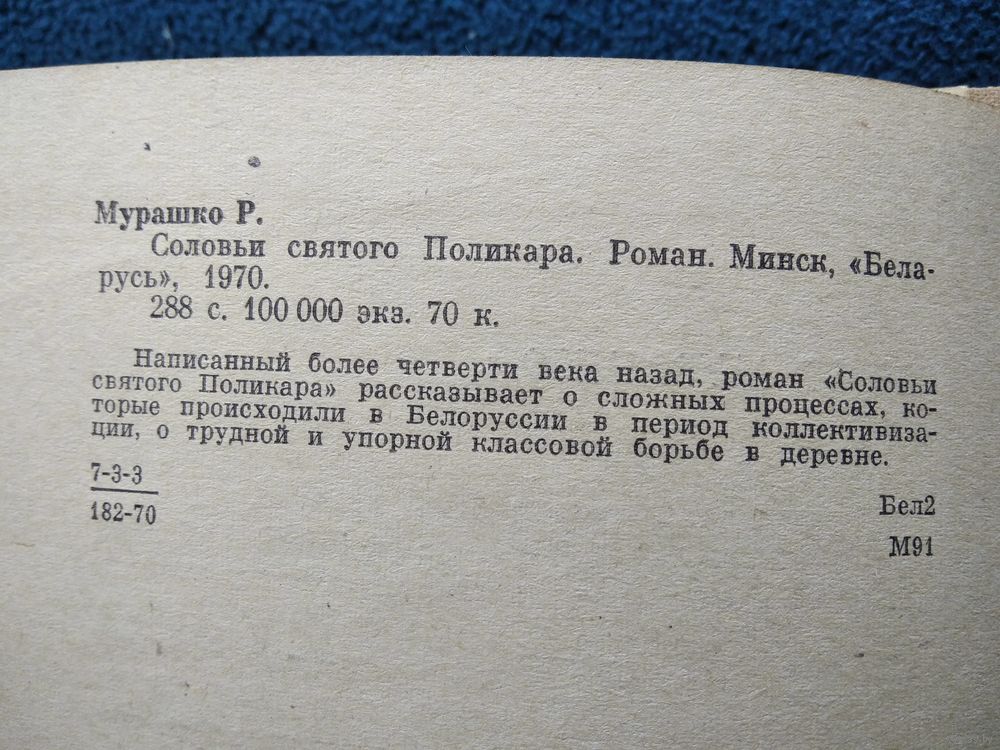 Мурашко Р.
Соловьи святого Поликара. Роман. Минск, «Бела-
русь», 1970.
288 с. 100 000 экз. 70 к.
Написанный более четверти века назад, роман «Соловьи
святого Поликара» рассказывает о сложных процессах, ко-
торые происходили в Белоруссии в период коллективиза-
ции, о трудной и упорной классовой борьбе в деревне.
7-3-3
182-70
Бел2
М91